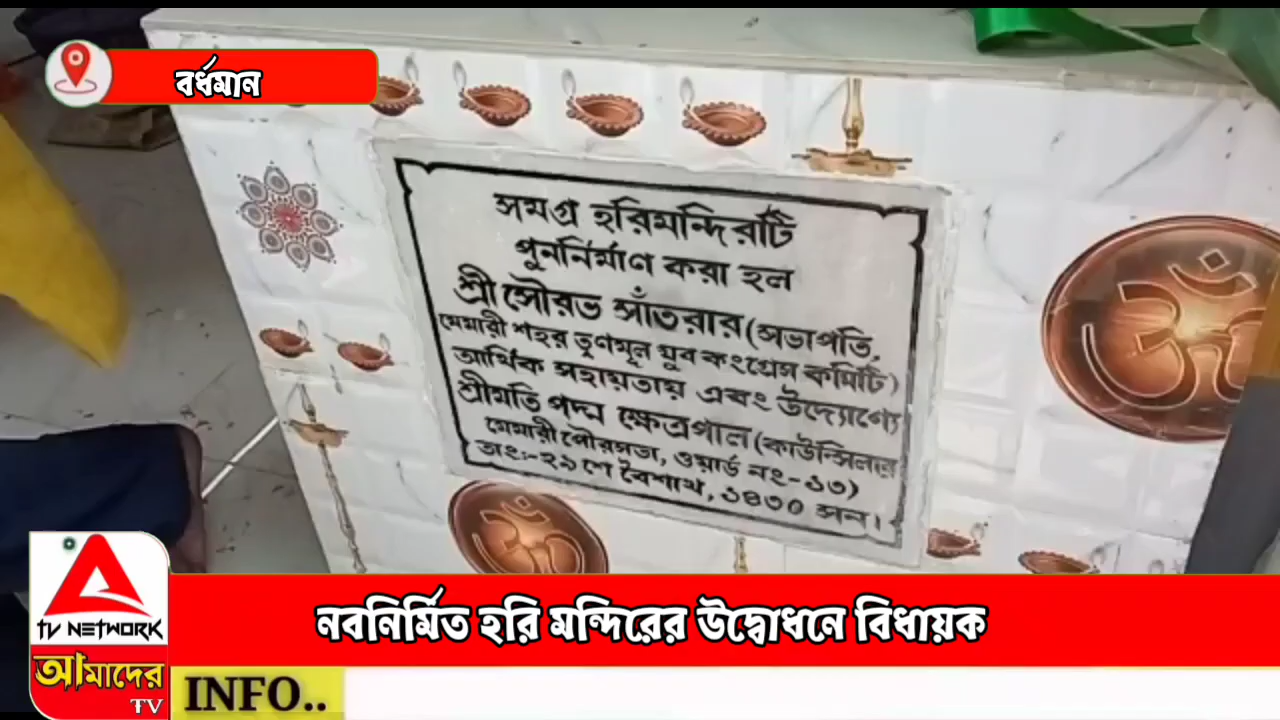 বর্ধমান
সমগ্র হরিমন্দিরটি
পুনর্নির্মাণ করা হল
শ্রী সৌরভ সাঁতরার (সভাপতি,
মেমারী শহর তৃণমূল যুব কংগ্রেস কমিটি)
আর্থিক সহায়তায় এবং উদ্যোগে
শ্রীমতি পদ্ম ক্ষেত্রপাল (কাউন্সিলার
মেমারী পৌরসভা, ওয়ার্ড নং-১৩)
তাং:-২৯শে বৈশাখ, ১৪৩০ সন।
নবনির্মিত হরি মন্দিরের উদ্বোধনে বিধায়ক
TV NETWORK
আমাদের
TV
INFO..